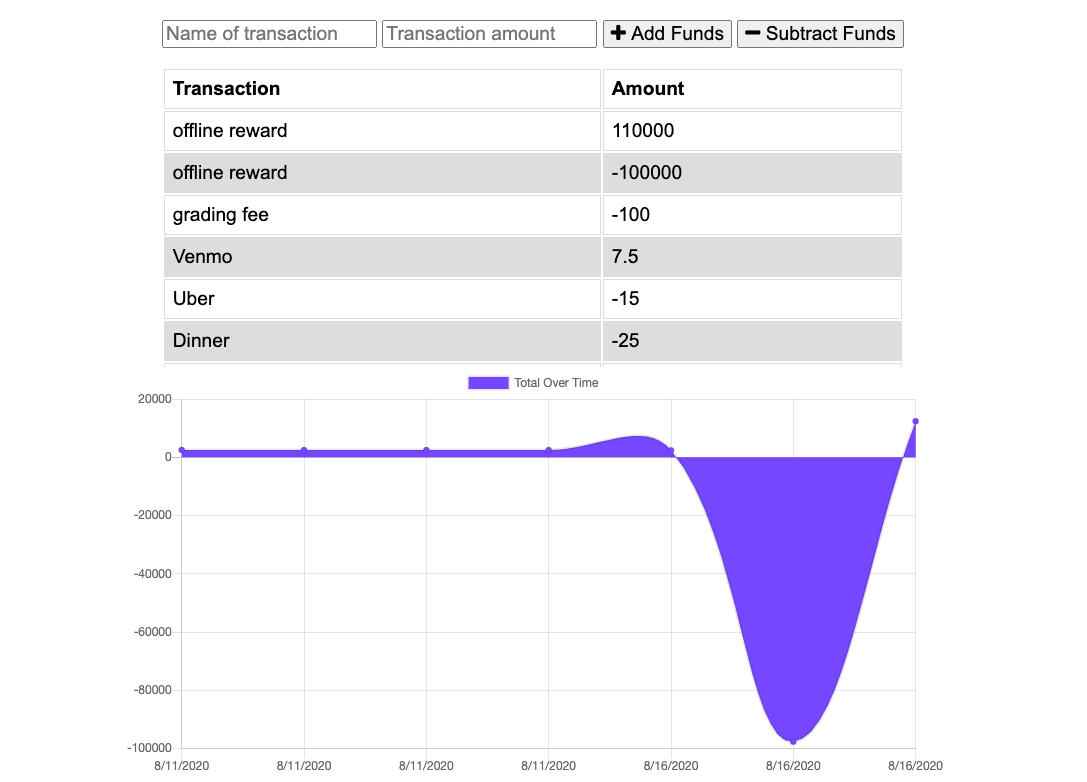 Name of transaction Transaction amount + Add Funds − Subtract Funds
Transaction Amount
offline reward 110000
offline reward -100000
grading fee -100
Venmo 7.5
Uber -15
Dinner -25
Total Over Time
20000
0
-20000
-40000
-60000
-80000
-100000
8/11/2020 8/11/2020 8/11/2020 8/11/2020 8/16/2020 8/16/2020 8/16/2020